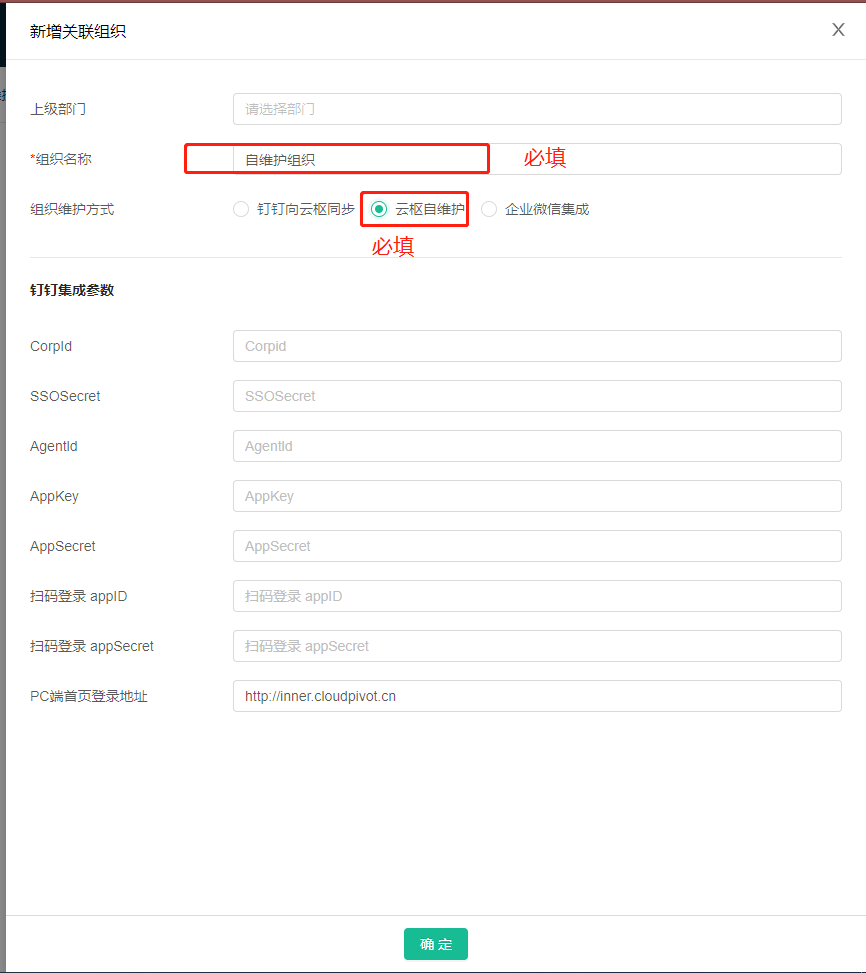 新增关联组织
上级部门 请选择部门
*组织名称 自维护组织 必填
组织维护方式 钉钉向云枢同步 云枢自维护 企业微信集成
必填
钉钉集成参数
CorpId Corpid
SSOSecret SSOSecret
AgentId AgentId
AppKey AppKey
AppSecret AppSecret
扫码登录 appID 扫码登录 appID
扫码登录 appSecret 扫码登录 appSecret
PC端首页登录地址 http://inner.cloudpivot.cn
确 定